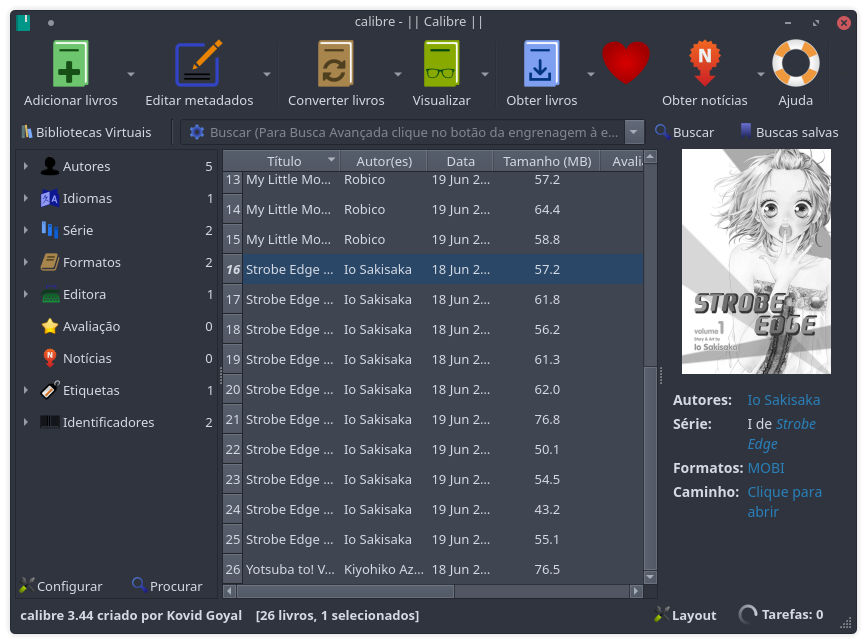 calibre - || Calibre ||
Adicionar livros
Editar metadados
Converter livros
Visualizar
Obter livros
N
Obter notícias
Ajuda
Bibliotecas Virtuais
Buscar (Para Busca Avançada clique no botão da engrenagem à e...
Buscar
Buscas salvas
Autores 5
Idiomas 1
Série 2
Formatos 2
Editora 1
Avaliação 0
Notícias 0
Etiquetas 1
Identificadores 2
Título Autor(es) Data Tamanho (MB) Avali
13 My Little Mo... Robico 19 Jun 2... 57.2
14 My Little Mo... Robico 19 Jun 2... 64.4
15 My Little Mo... Robico 19 Jun 2... 58.8
16 Strobe Edge ... Io Sakisaka 18 Jun 2... 57.2
17 Strobe Edge ... Io Sakisaka 18 Jun 2... 61.8
18 Strobe Edge ... Io Sakisaka 18 Jun 2... 56.2
19 Strobe Edge ... Io Sakisaka 18 Jun 2... 61.3
20 Strobe Edge ... Io Sakisaka 18 Jun 2... 62.0
21 Strobe Edge ... Io Sakisaka 19 Jun 2... 76.8
22 Strobe Edge ... Io Sakisaka 19 Jun 2... 50.1
23 Strobe Edge ... Io Sakisaka 19 Jun 2... 54.5
24 Strobe Edge ... Io Sakisaka 19 Jun 2... 43.2
25 Strobe Edge ... Io Sakisaka 19 Jun 2... 55.1
26 Yotsuba to! V... Kiyohiko Az... 18 Jun 2... 76.5
STROBE
EDGE
volume 1
Story & Art by
Io Sakisaka
Autores: Io Sakisaka
Série: I de Strobe
Edge
Formatos: MOBI
Caminho: Clique para
abrir
Configurar
Procurar
calibre 3.44 criado por Kovid Goyal [26 livros, 1 selecionados]
Layout
Tarefas: 0